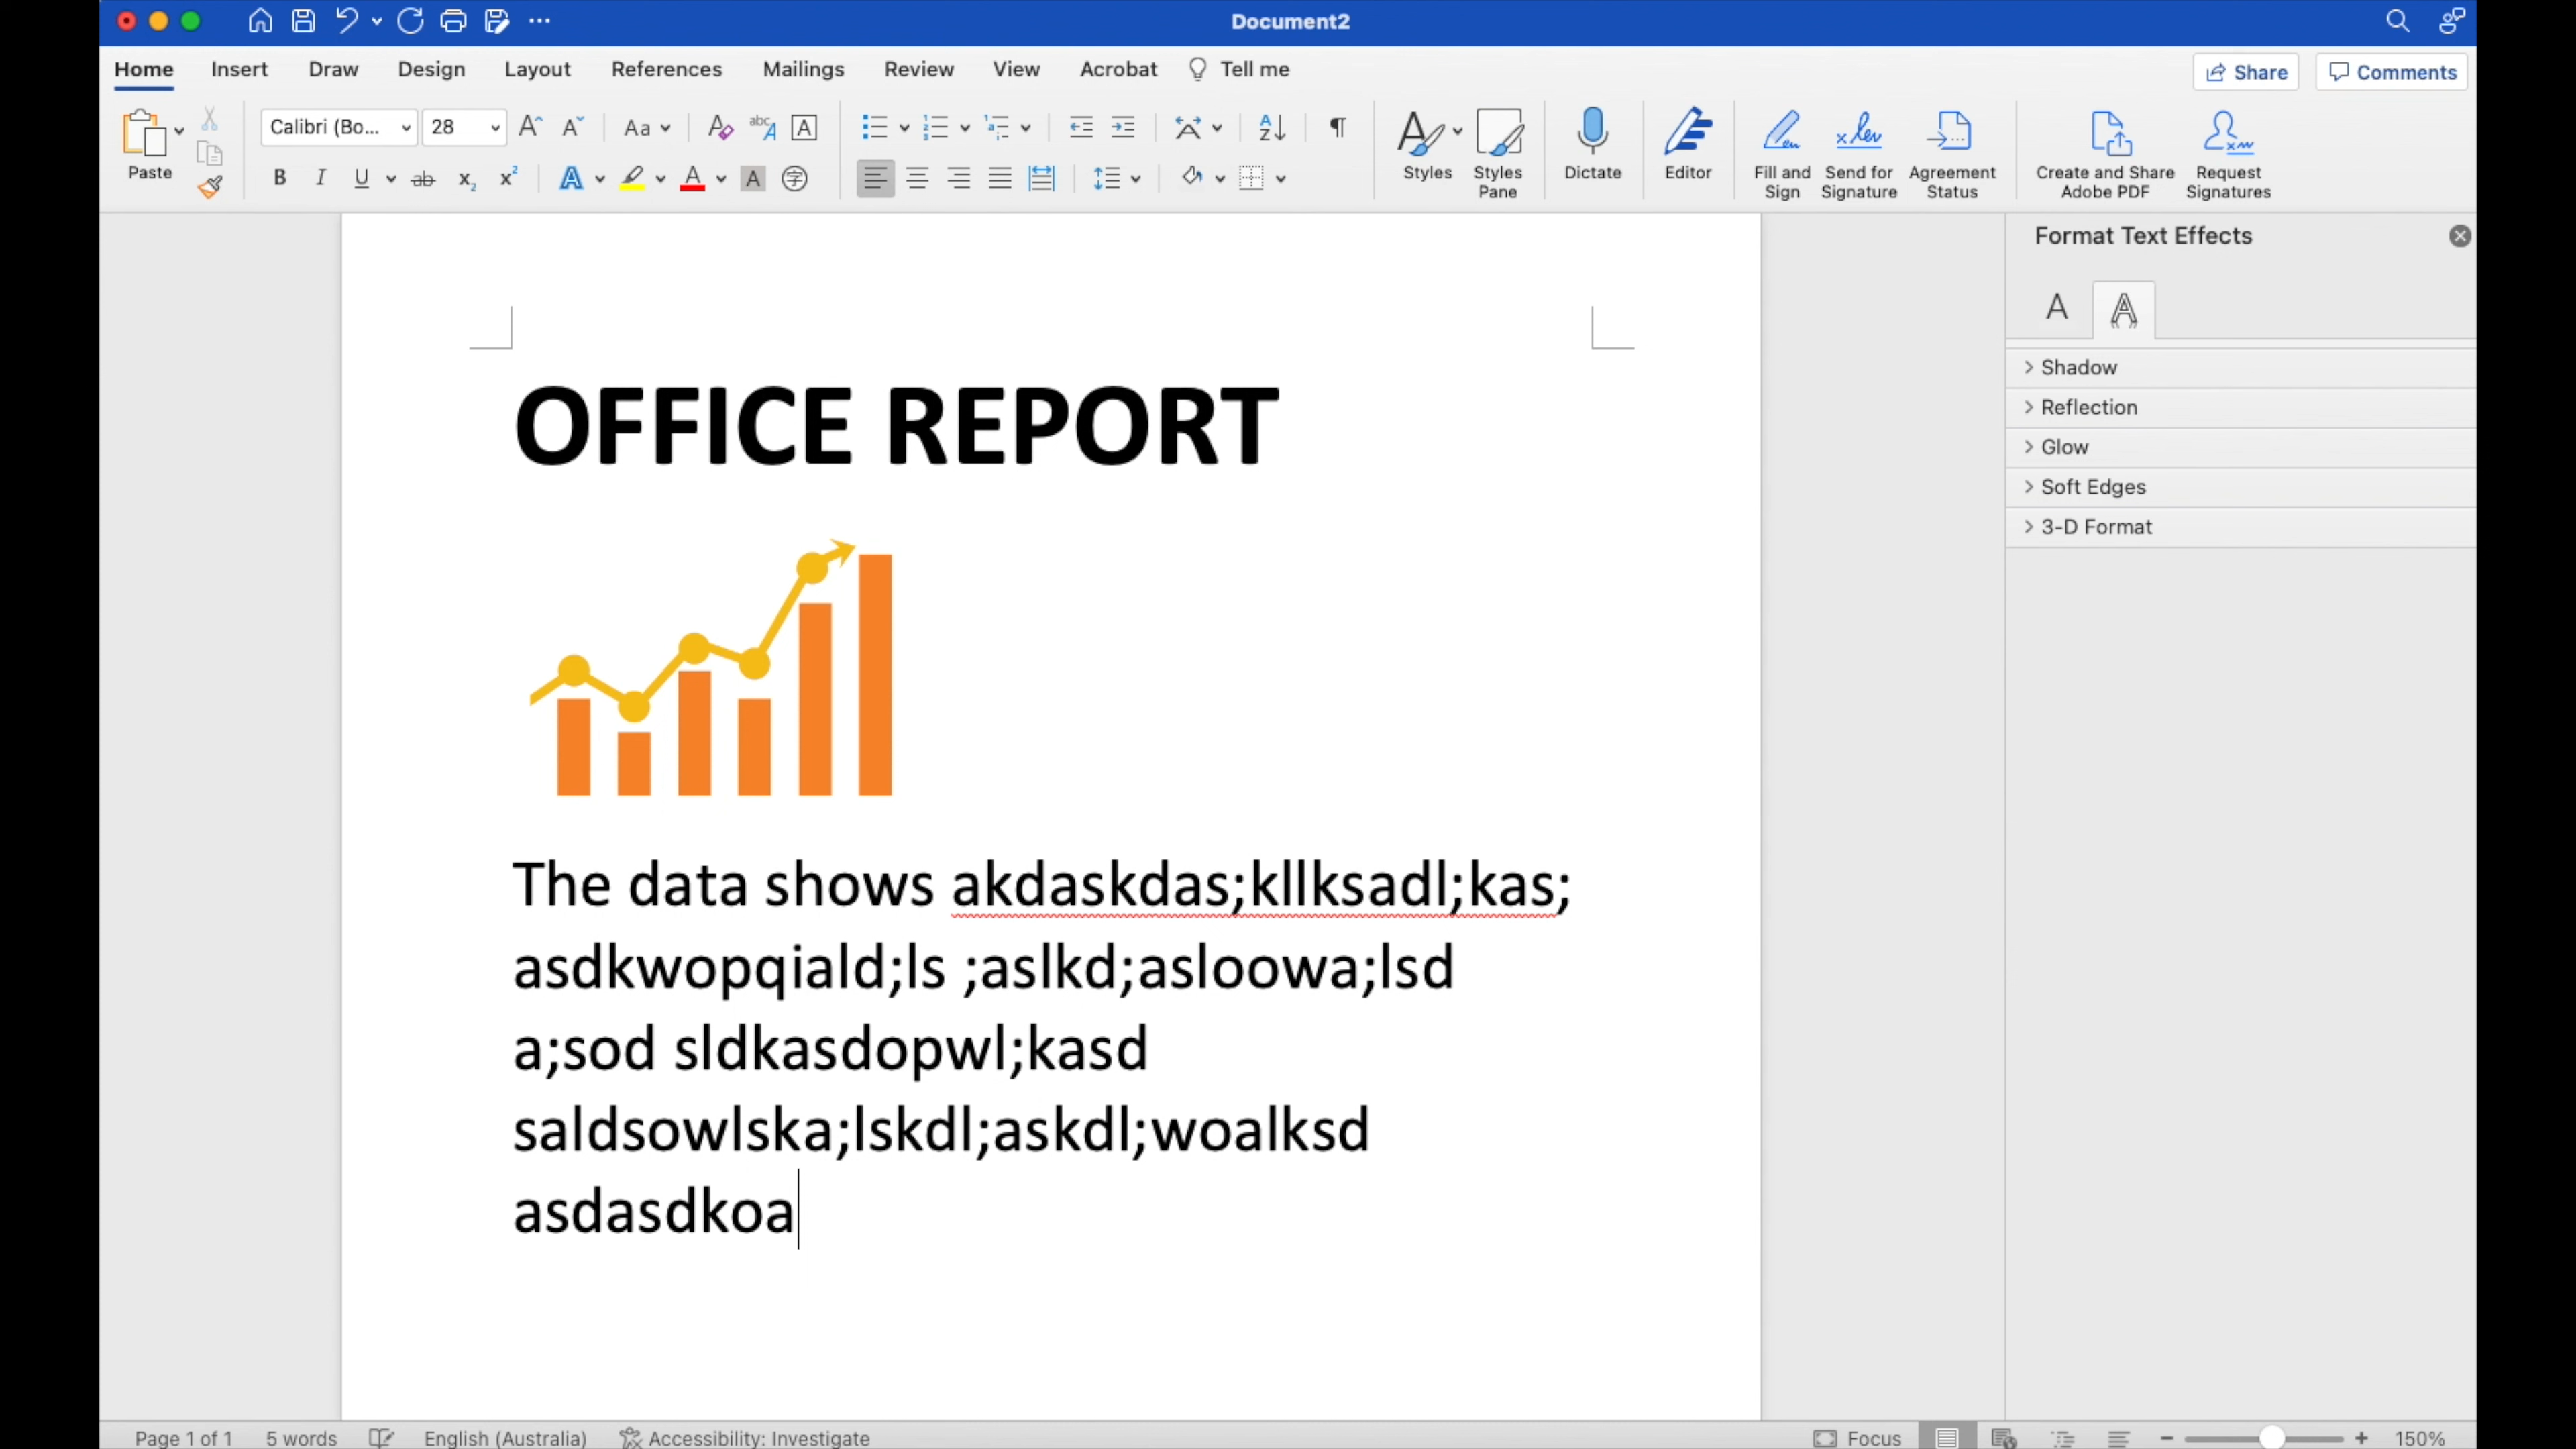 Document2
Home Insert Draw Design Layout References Mailings Review View Acrobat Tell me Share Comments
Paste Calibri (Bo... 28 Aa Styles Styles Pane Dictate Editor Fill and Sign Send for Signature Agreement Status Create and Share Adobe PDF Request Signatures
Format Text Effects
Shadow
Reflection
Glow
Soft Edges
3-D Format
OFFICE REPORT
The data shows akdaskdas;kllksadl;kas;
asdkwopqiald;ls ;aslkd;asloowa;lsd
a;sod sldkasdopwl;kasd
saldsowlska;lskdl;askdl;woalksd
asdasdkoa
Page 1 of 1 5 words English (Australia) Accessibility: Investigate Focus 150%